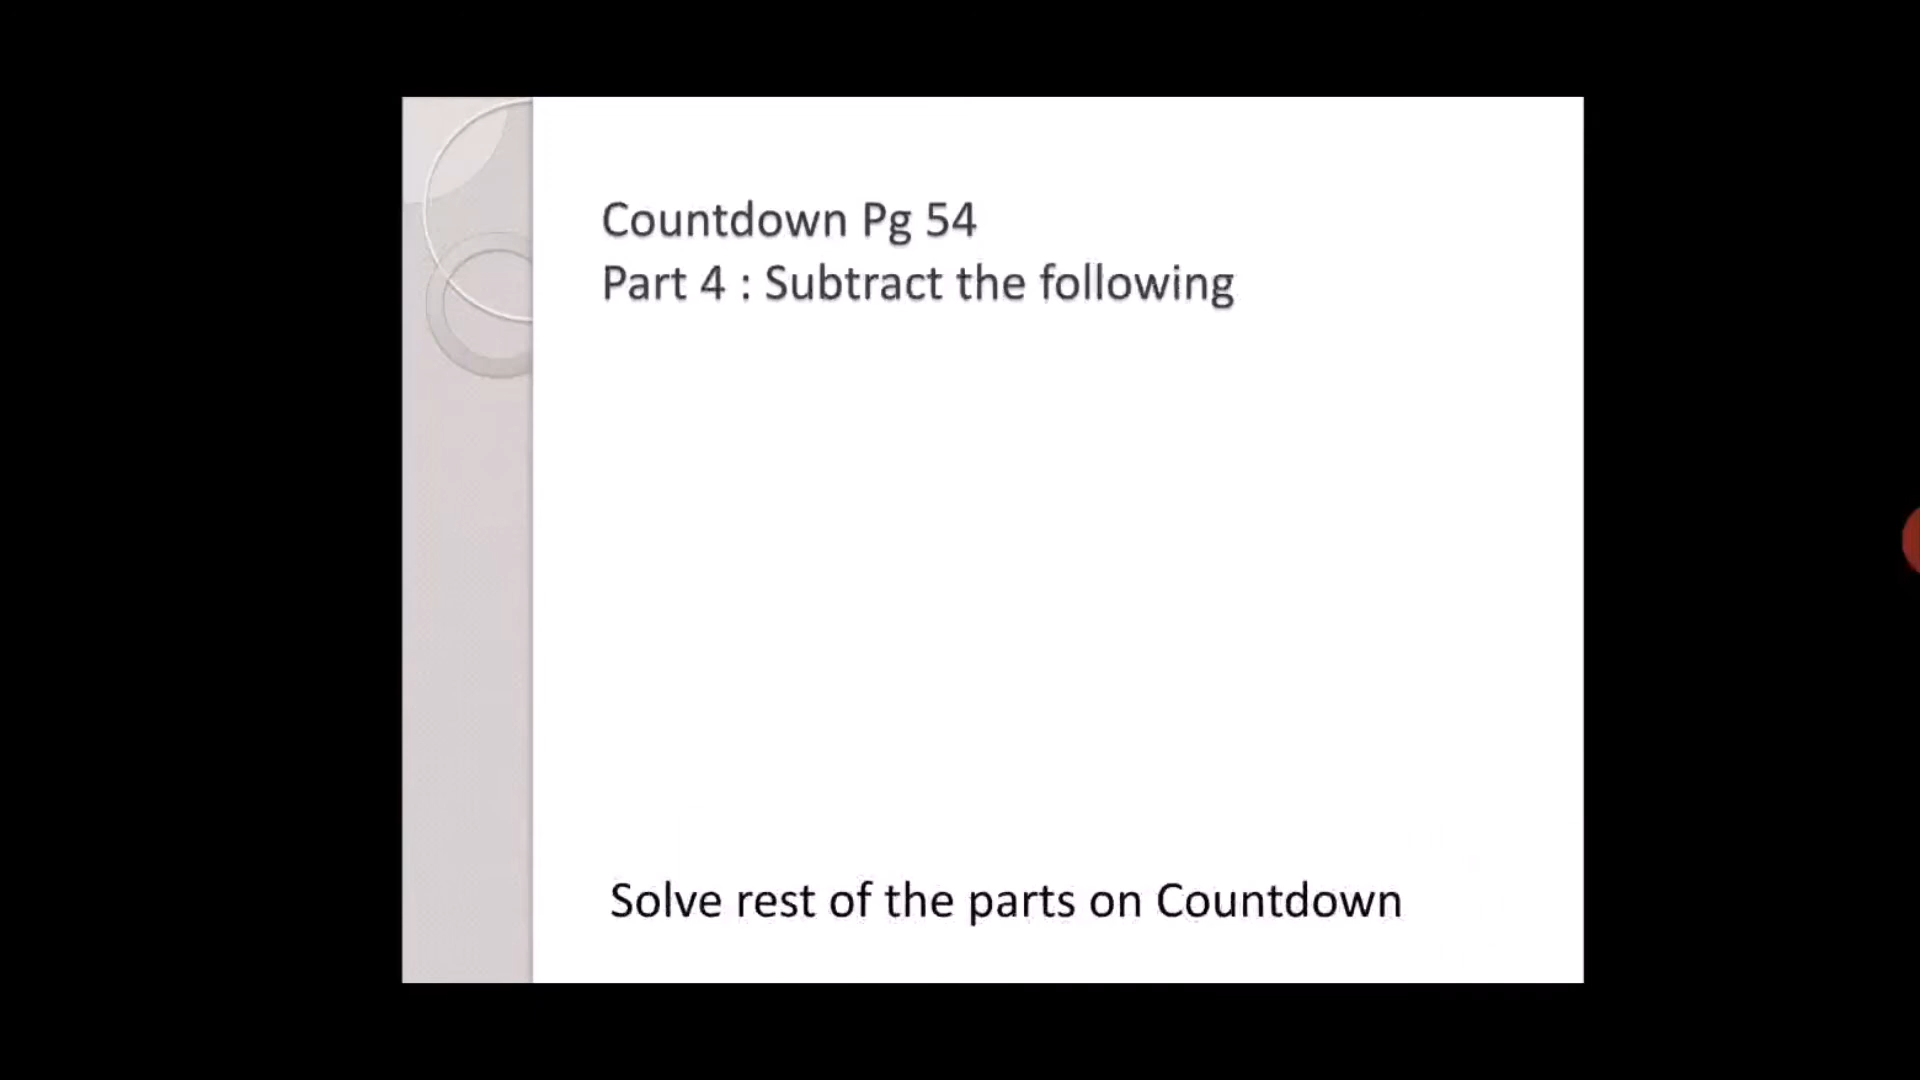 Countdown Pg 54
Part 4 : Subtract the following
Solve rest of the parts on Countdown